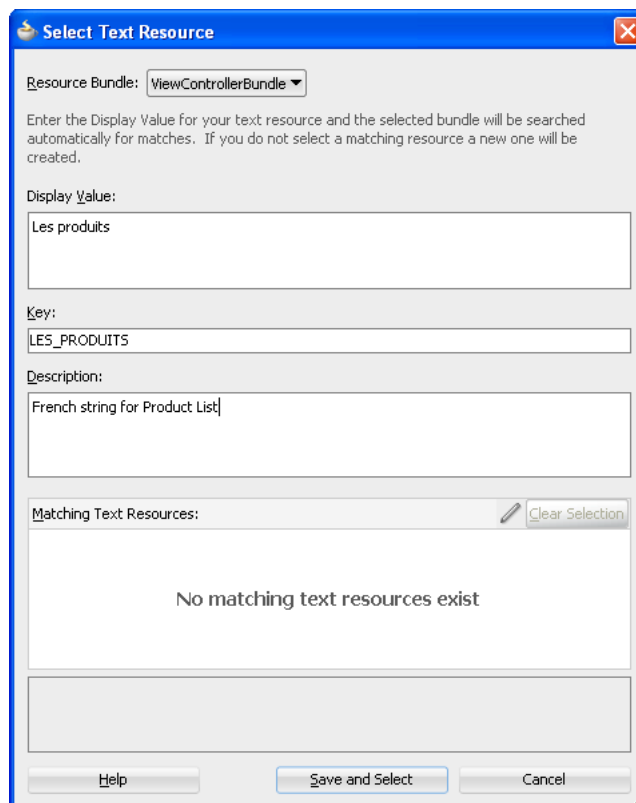 Select Text Resource
Resource Bundle: ViewControllerBundle
Enter the Display Value for your text resource and the selected bundle will be searched
automatically for matches. If you do not select a matching resource a new one will be
created.
Display Value:
Les produits
Key:
LES_PRODUITS
Description:
French string for Product List
Matching Text Resources: Clear Selection
No matching text resources exist
Help Save and Select Cancel